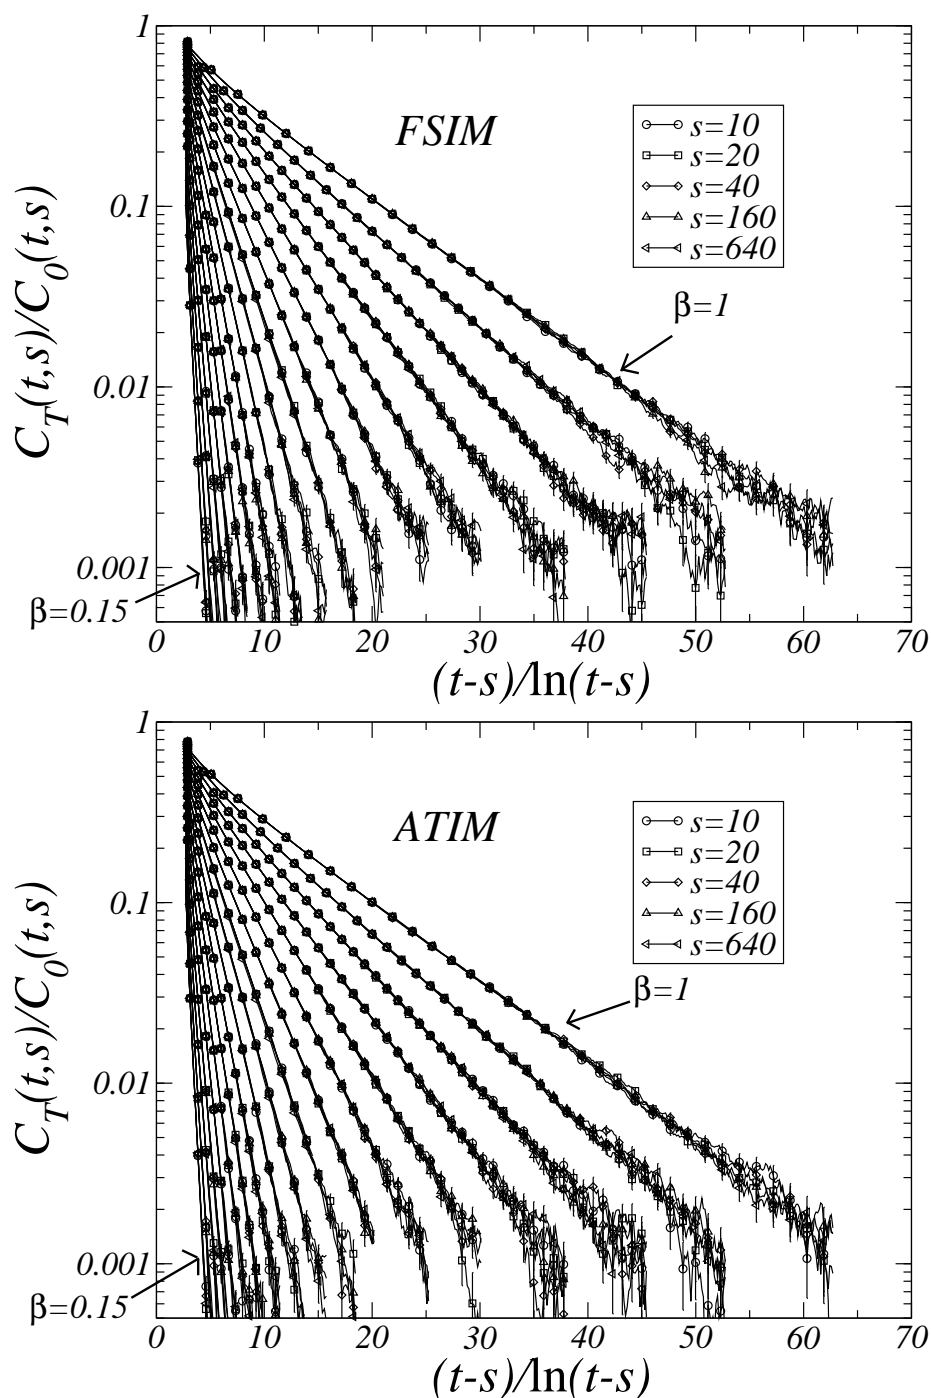 1
FSIM
s=10
s=20
s=40
s=160
s=640
0.1
C_T(t,s)/C_0(t,s)
β=1
0.01
0.001
β=0.15
0 10 20 30 40 50 60 70
(t-s)/ln(t-s)
1
ATIM
s=10
s=20
s=40
s=160
s=640
0.1
C_T(t,s)/C_0(t,s)
β=1
0.01
0.001
β=0.15
0 10 20 30 40 50 60 70
(t-s)/ln(t-s)